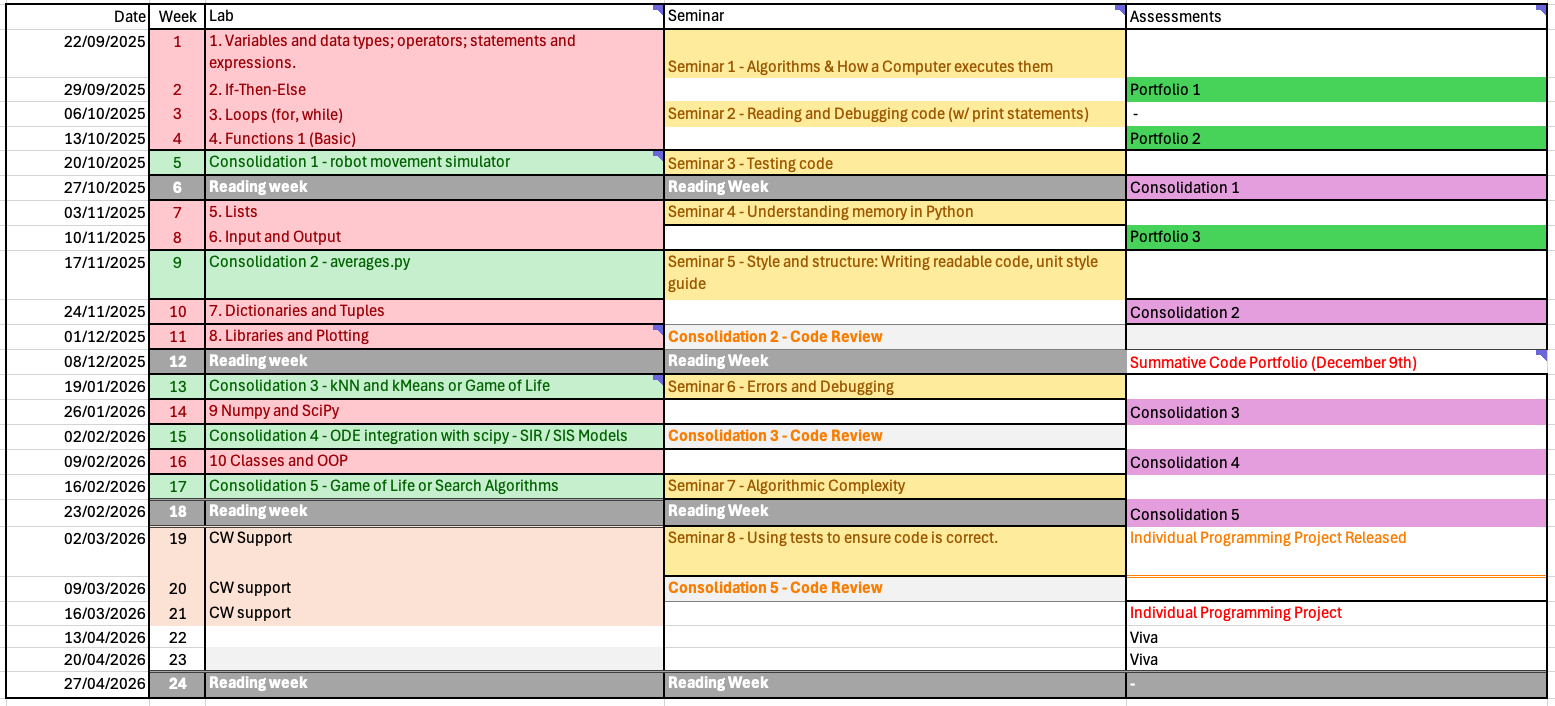 Date Week Lab Seminar Assessments
22/09/2025 1 1. Variables and data types; operators; statements and
expressions.
Seminar 1 - Algorithms & How a Computer executes them
29/09/2025 2 2. If-Then-Else Portfolio 1
06/10/2025 3 3. Loops (for, while) Seminar 2 - Reading and Debugging code (w/ print statements) -
13/10/2025 4 4. Functions 1 (Basic) Portfolio 2
20/10/2025 5 Consolidation 1 - robot movement simulator Seminar 3 - Testing code
27/10/2025 6 Reading week Reading Week Consolidation 1
03/11/2025 7 5. Lists Seminar 4 - Understanding memory in Python
10/11/2025 8 6. Input and Output Portfolio 3
17/11/2025 9 Consolidation 2 - averages.py Seminar 5 - Style and structure: Writing readable code, unit style
guide
24/11/2025 10 7. Dictionaries and Tuples Consolidation 2
01/12/2025 11 8. Libraries and Plotting Consolidation 2 - Code Review
08/12/2025 12 Reading week Reading Week Summative Code Portfolio (December 9th)
19/01/2026 13 Consolidation 3 - kNN and kMeans or Game of Life Seminar 6 - Errors and Debugging
26/01/2026 14 9 Numpy and SciPy Consolidation 3
02/02/2026 15 Consolidation 4 - ODE integration with scipy - SIR / SIS Models Consolidation 3 - Code Review
09/02/2026 16 10 Classes and OOP Consolidation 4
16/02/2026 17 Consolidation 5 - Game of Life or Search Algorithms Seminar 7 - Algorithmic Complexity
23/02/2026 18 Reading week Reading Week Consolidation 5
02/03/2026 19 CW Support Seminar 8 - Using tests to ensure code is correct. Individual Programming Project Released
09/03/2026 20 CW support Consolidation 5 - Code Review
16/03/2026 21 CW support Individual Programming Project
13/04/2026 22 Viva
20/04/2026 23 Viva
27/04/2026 24 Reading week Reading Week -